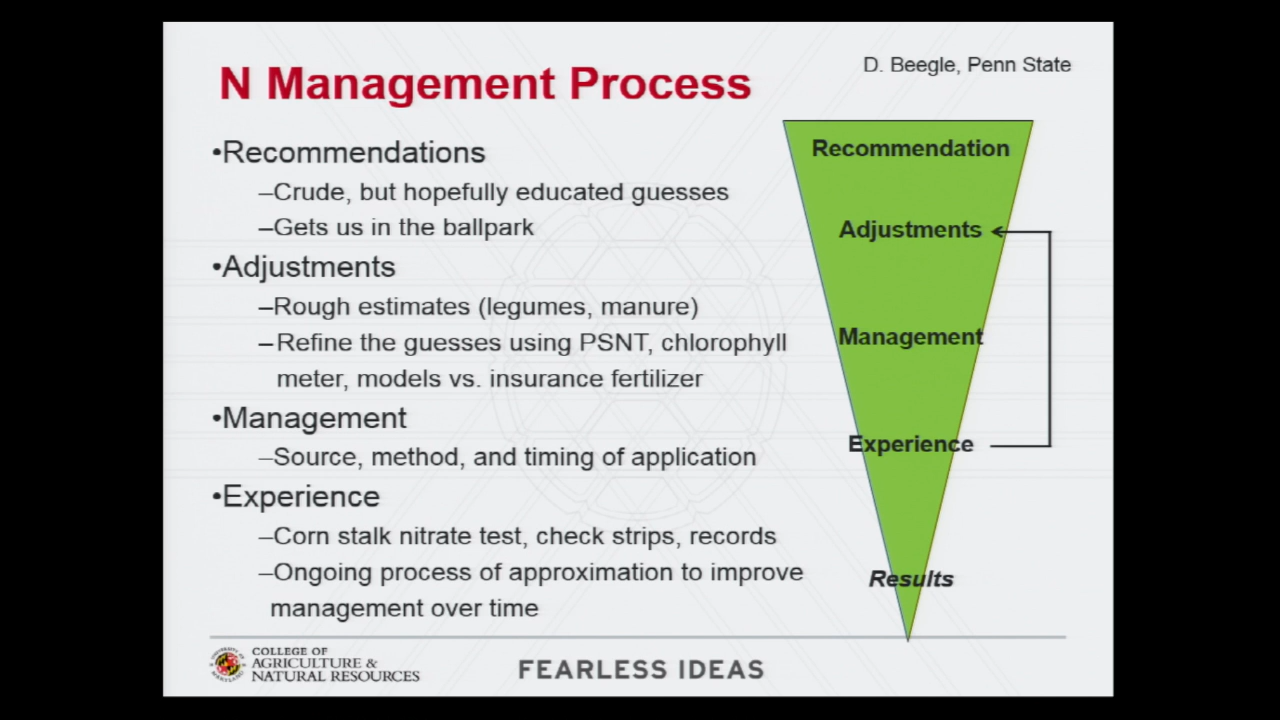 N Management Process
D. Beegle, Penn State
•Recommendations
–Crude, but hopefully educated guesses
–Gets us in the ballpark
•Adjustments
–Rough estimates (legumes, manure)
–Refine the guesses using PSNT, chlorophyll
meter, models vs. insurance fertilizer
•Management
–Source, method, and timing of application
•Experience
–Corn stalk nitrate test, check strips, records
–Ongoing process of approximation to improve
management over time
Recommendation
Adjustments
Management
Experience
Results
COLLEGE OF
AGRICULTURE &
NATURAL RESOURCES
FEARLESS IDEAS